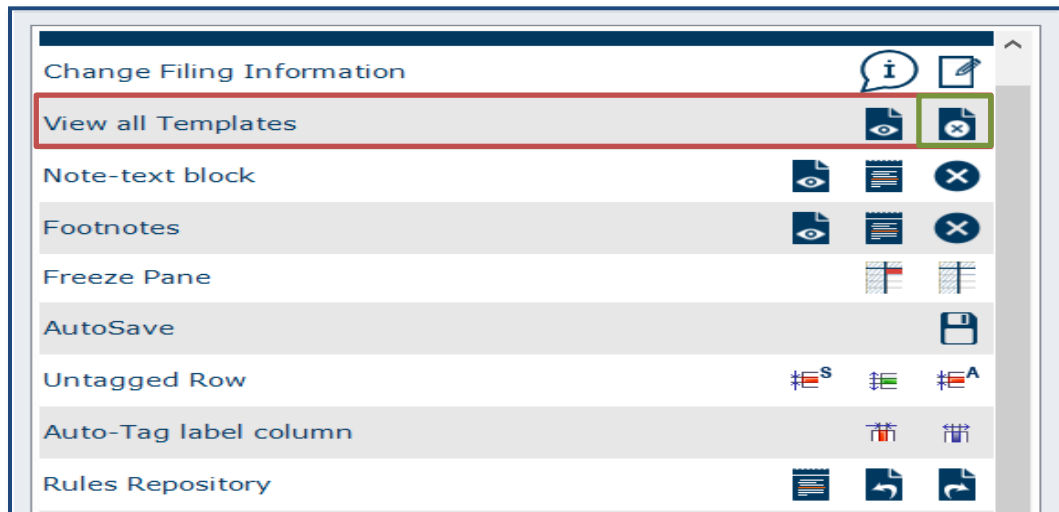 Change Filing Information i
View all Templates
Note-text block
Footnotes
Freeze Pane
AutoSave
Untagged Row S A
Auto-Tag label column
Rules Repository